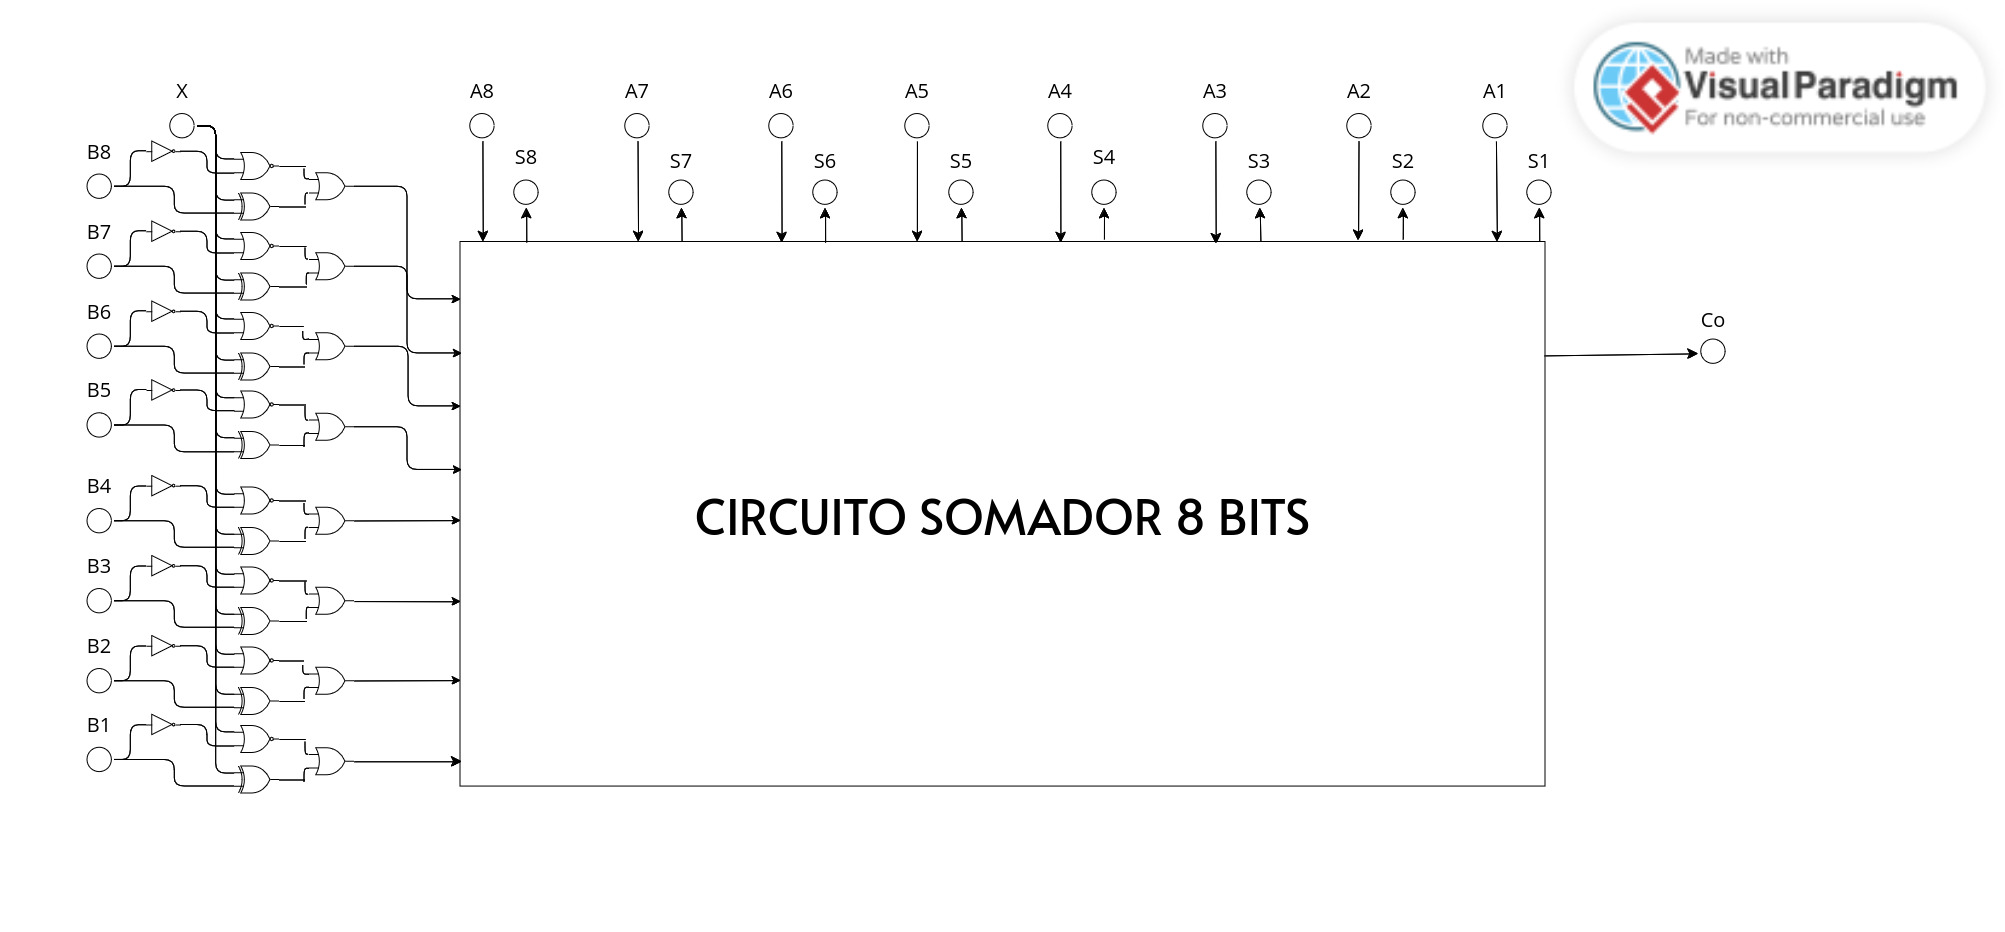 Made with
Visual Paradigm
For non-commercial use
X
A8
A7
A6
A5
A4
A3
A2
A1
B8
S8
S7
S6
S5
S4
S3
S2
S1
B7
B6
Co
B5
B4
CIRCUITO SOMADOR 8 BITS
B3
B2
B1